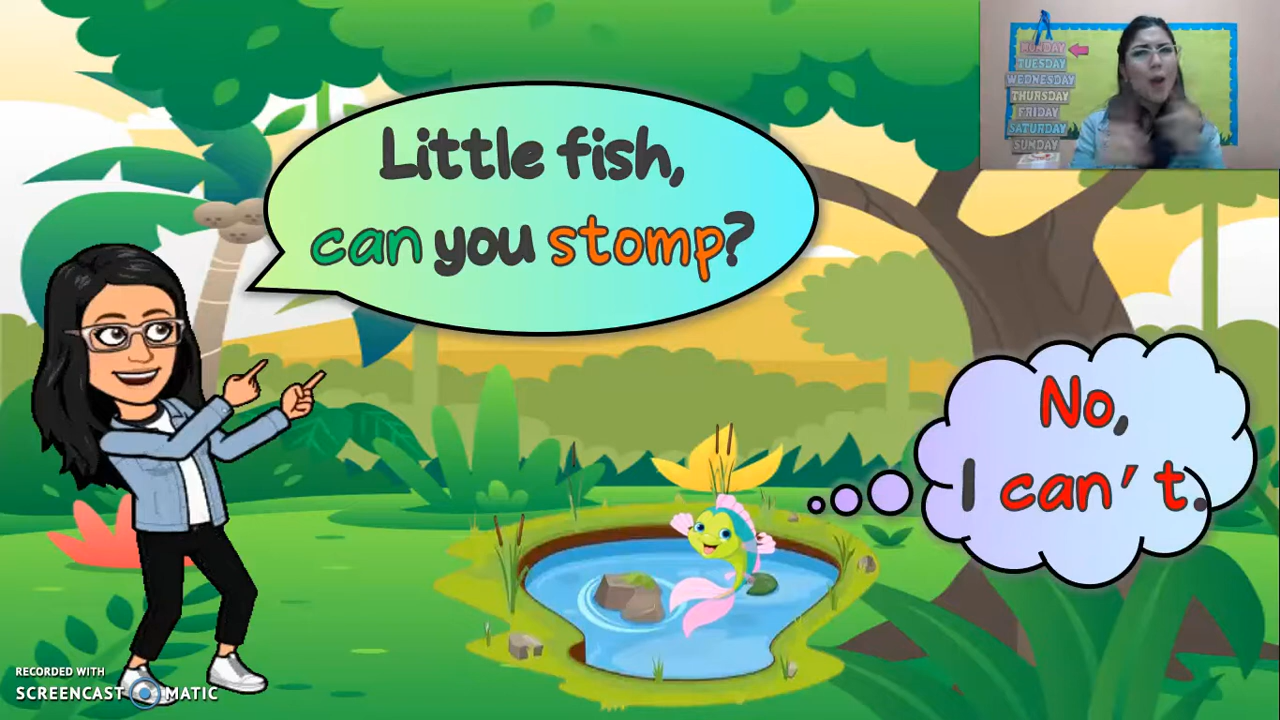 Little fish,
can you stomp?
No,
I can't.
MONDAY
TUESDAY
WEDNESDAY
THURSDAY
FRIDAY
SATURDAY
SUNDAY
RECORDED WITH
SCREENCAST MATIC